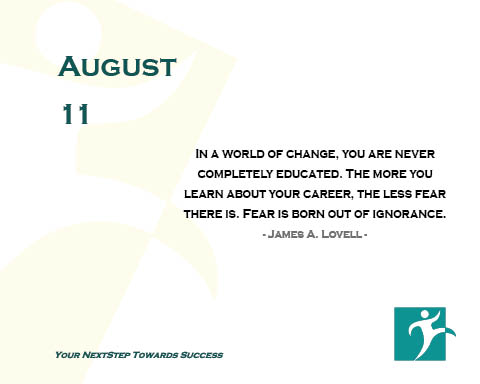 August
11
In a world of change, you are never
completely educated. The more you
learn about your career, the less fear
there is. Fear is born out of ignorance.
- James A. Lovell -
Your NextStep Towards Success